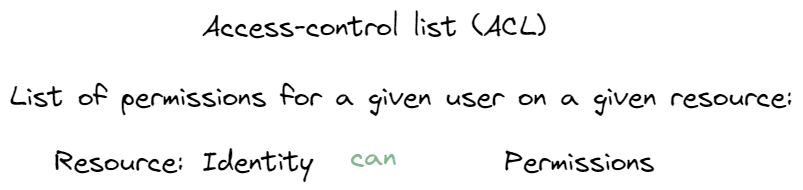 Access-control list (ACL)
List of permissions for a given user on a given resource:
Resource: Identity can Permissions